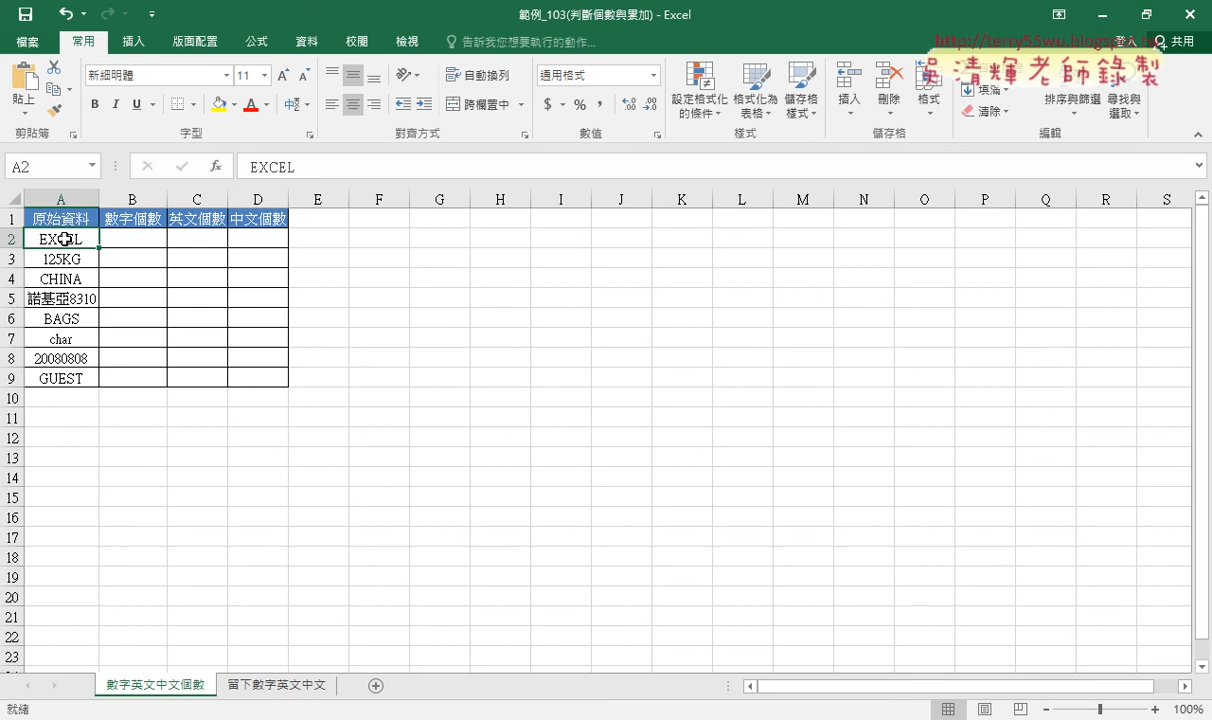 範例_103(判斷個數與累加) - Excel
http://terry55wu.blogspot.tw
吳清輝老師錄製
檔案 常用 插入 版面配置 公式 資料 校閱 檢視 告訴我您想要執行的動作... 登入 共用
貼上 新細明體 11 自動換列 通用格式 設定格式化的條件 格式化為表格 儲存格樣式 插入 刪除 格式 填滿 清除 排序與篩選 尋找與選取
B I U 跨欄置中 $ % ,
剪貼簿 字型 對齊方式 數值 樣式 儲存格 編輯
A2 fx EXCEL
A B C D E F G H I J K L M N O P Q R S
1 原始資料 數字個數 英文個數 中文個數
2 EXCEL
3 125KG
4 CHINA
5 諾基亞8310
6 BAGS
7 char
8 20080808
9 GUEST
10
11
12
13
14
15
16
17
18
19
20
21
22
23
數字英文中文個數 留下數字英文中文
就緒 100%